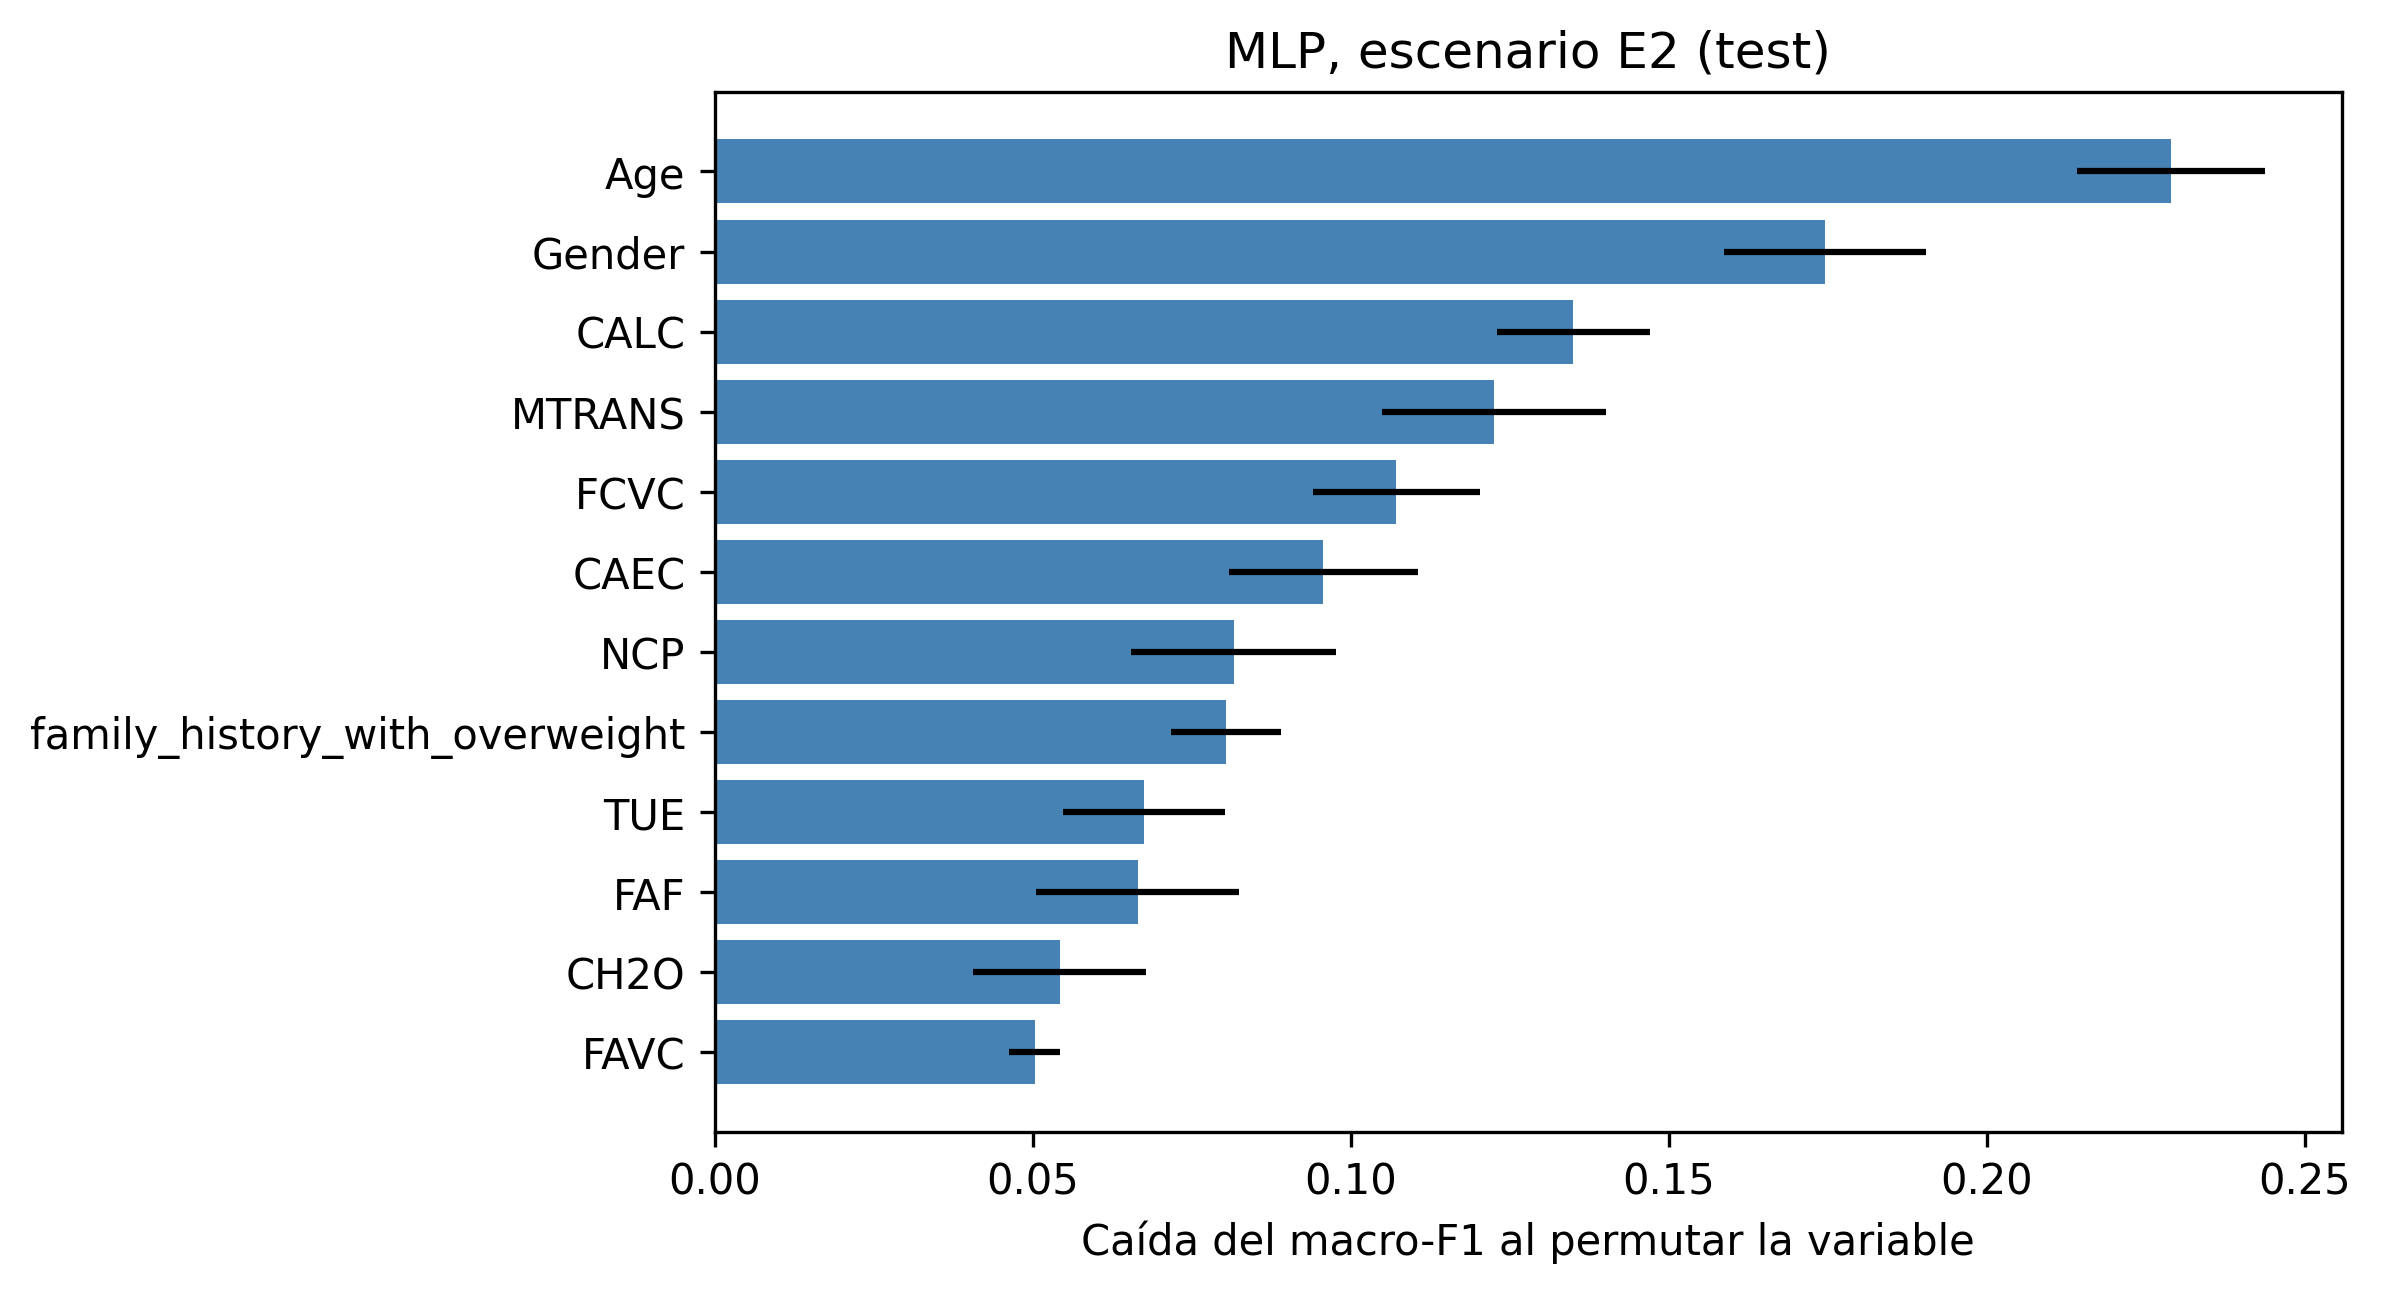 MLP, escenario E2 (test)
Age
Gender
CALC
MTRANS
FCVC
CAEC
NCP
family_history_with_overweight
TUE
FAF
CH2O
FAVC
0.00 0.05 0.10 0.15 0.20 0.25
Caída del macro-F1 al permutar la variable